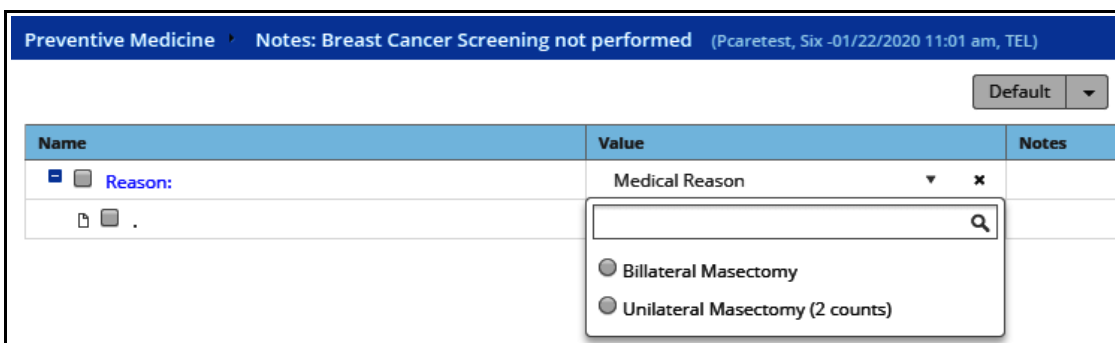 Preventive Medicine Notes: Breast Cancer Screening not performed (Pcaretest, Six -01/22/2020 11:01 am, TEL)
Default
Name Value Notes
Reason: Medical Reason
.
Billateral Masectomy
Unilateral Masectomy (2 counts)